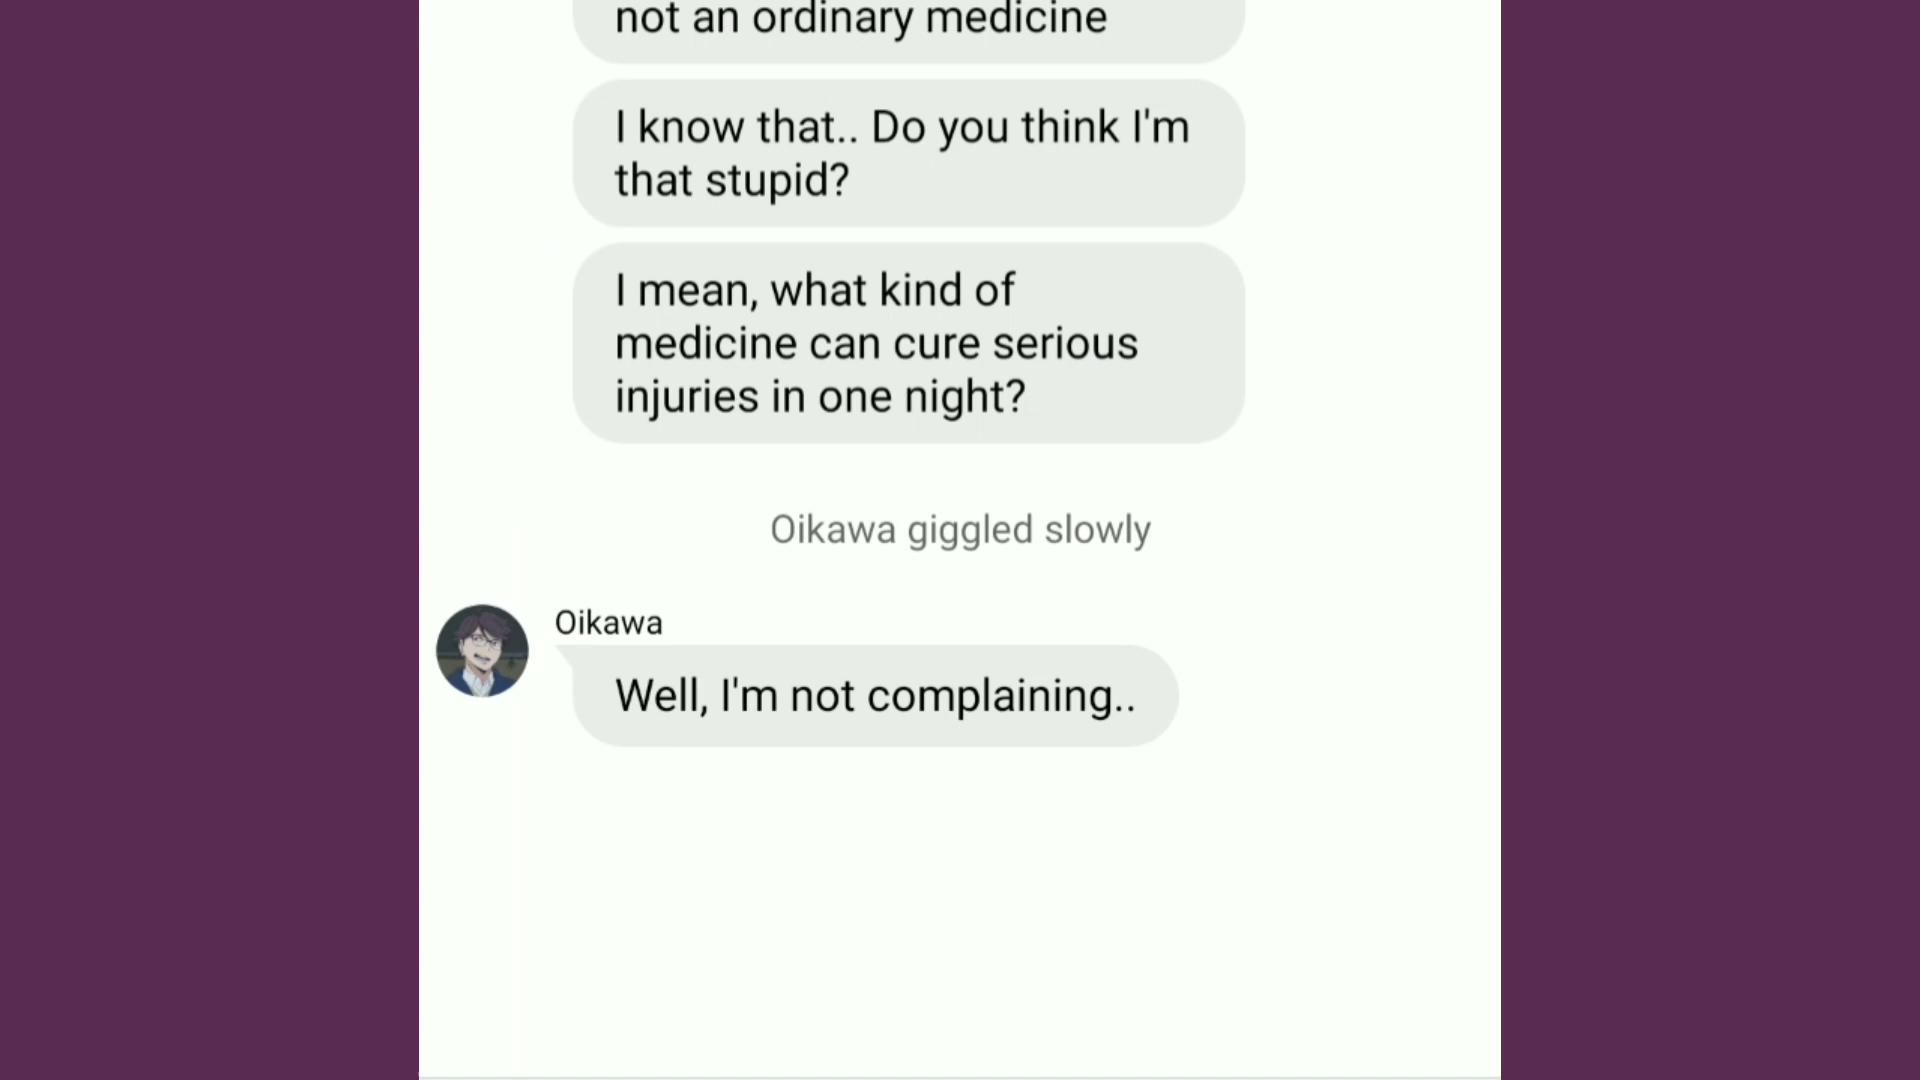 not an ordinary medicine
I know that.. Do you think I'm
that stupid?
I mean, what kind of
medicine can cure serious
injuries in one night?
Oikawa giggled slowly
Oikawa
Well, I'm not complaining..